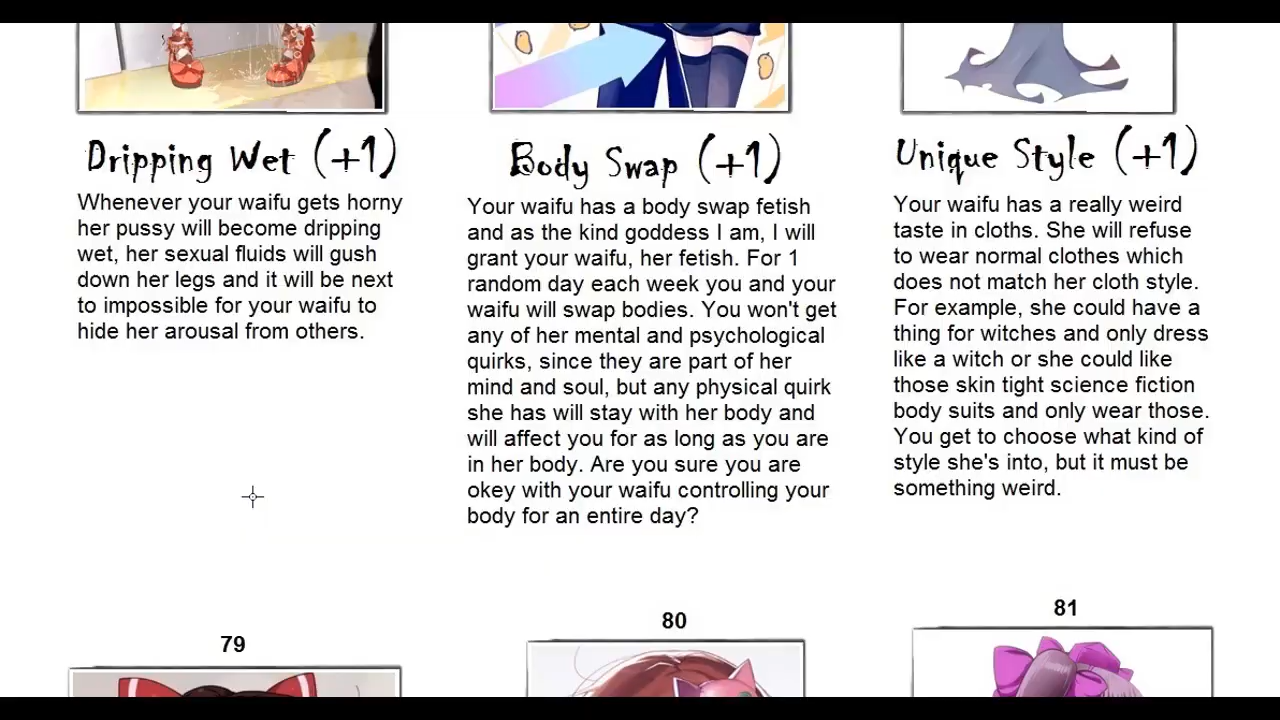 Dripping Wet (+1)
Whenever your waifu gets horny
her pussy will become dripping
wet, her sexual fluids will gush
down her legs and it will be next
to impossible for your waifu to
hide her arousal from others.
79
Body Swap (+1)
Your waifu has a body swap fetish
and as the kind goddess I am, I will
grant your waifu, her fetish. For 1
random day each week you and your
waifu will swap bodies. You won't get
any of her mental and psychological
quirks, since they are part of her
mind and soul, but any physical quirk
she has will stay with her body and
will affect you for as long as you are
in her body. Are you sure you are
okey with your waifu controlling your
body for an entire day?
80
Unique Style (+1)
Your waifu has a really weird
taste in cloths. She will refuse
to wear normal clothes which
does not match her cloth style.
For example, she could have a
thing for witches and only dress
like a witch or she could like
those skin tight science fiction
body suits and only wear those.
You get to choose what kind of
style she's into, but it must be
something weird.
81